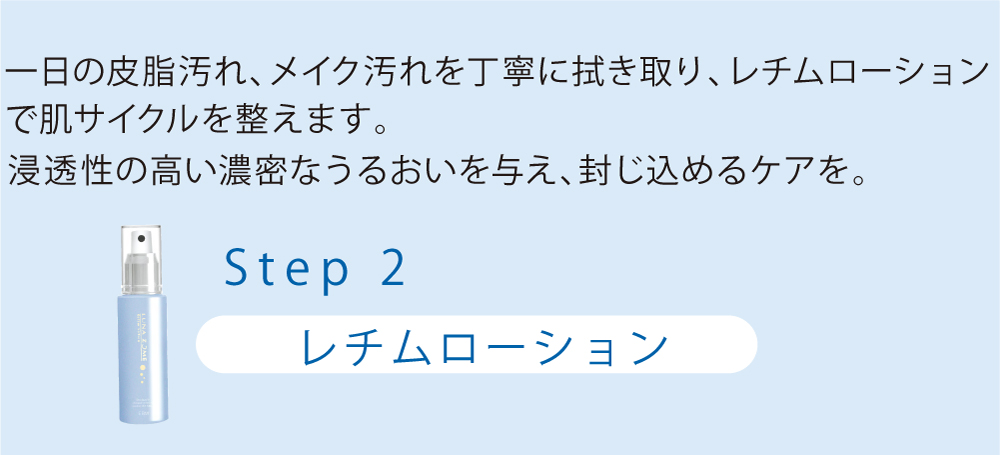 一日の皮脂汚れ、メイク汚れを丁寧に拭き取り、レチムローション
で肌サイクルを整えます。
浸透性の高い濃密なうるおいを与え、封じ込めるケアを。
Step 2
レチムローション